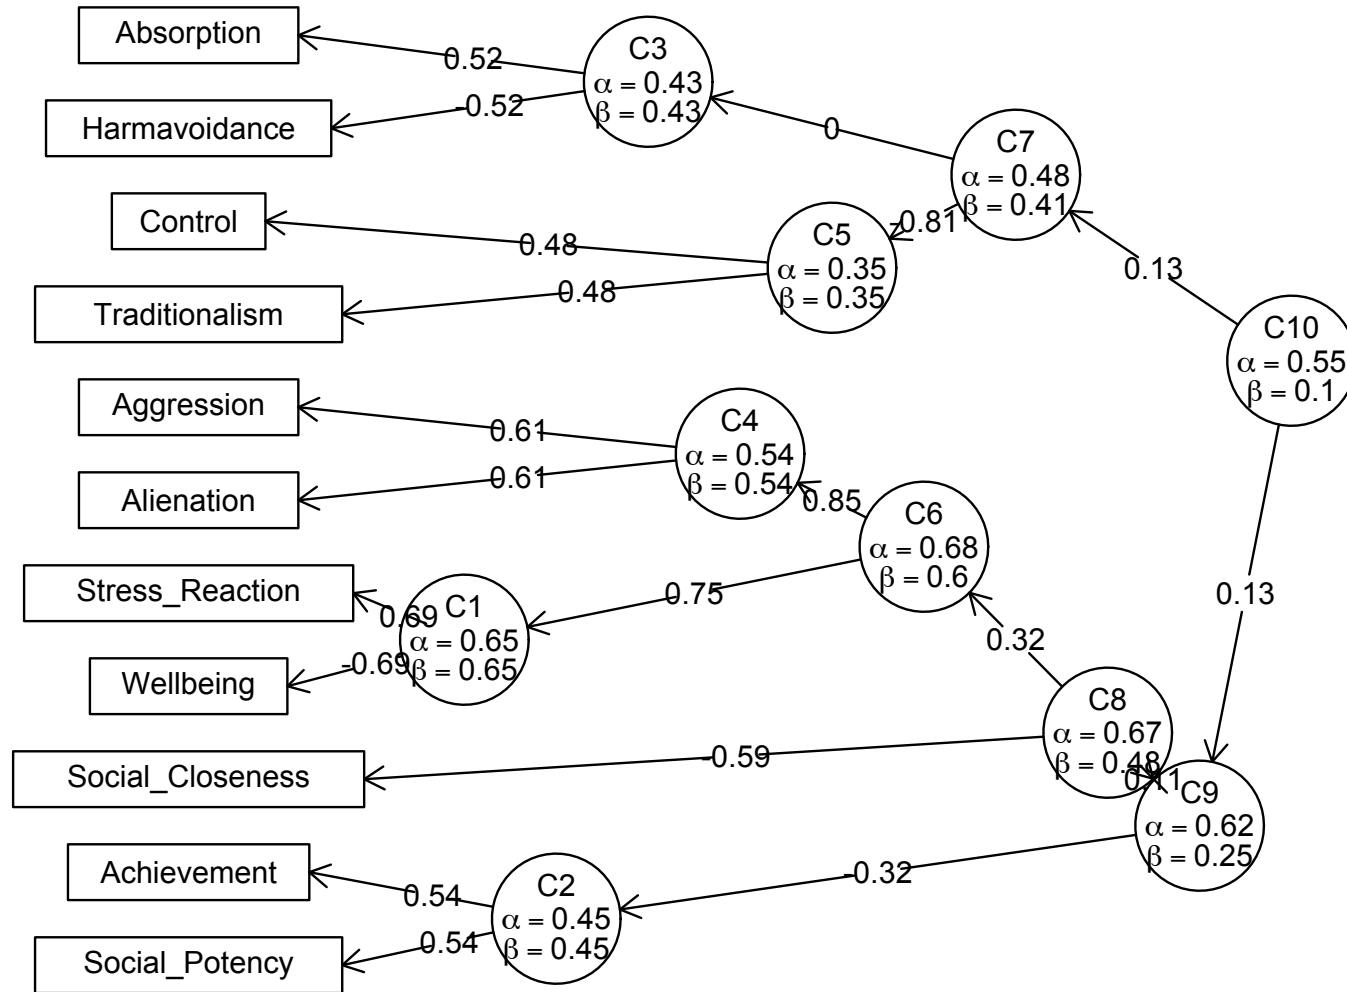 Absorption
0.52
C3
α = 0.43
β = 0.43
Harmavoidance
-0.52
0
C7
α = 0.48
β = 0.41
Control
0.48
C5
α = 0.35
β = 0.35
-0.81
0.13
Traditionalism
0.48
C10
α = 0.55
β = 0.1
Aggression
0.61
C4
α = 0.54
β = 0.54
Alienation
0.61
0.85
C6
α = 0.68
β = 0.6
Stress_Reaction
0.69
C1
α = 0.65
β = 0.65
0.75
0.13
0.32
Wellbeing
-0.69
C8
α = 0.67
β = 0.48
Social_Closeness
-0.59
0.11
C9
α = 0.62
β = 0.25
Achievement
0.54
C2
α = 0.45
β = 0.45
-0.32
Social_Potency
0.54